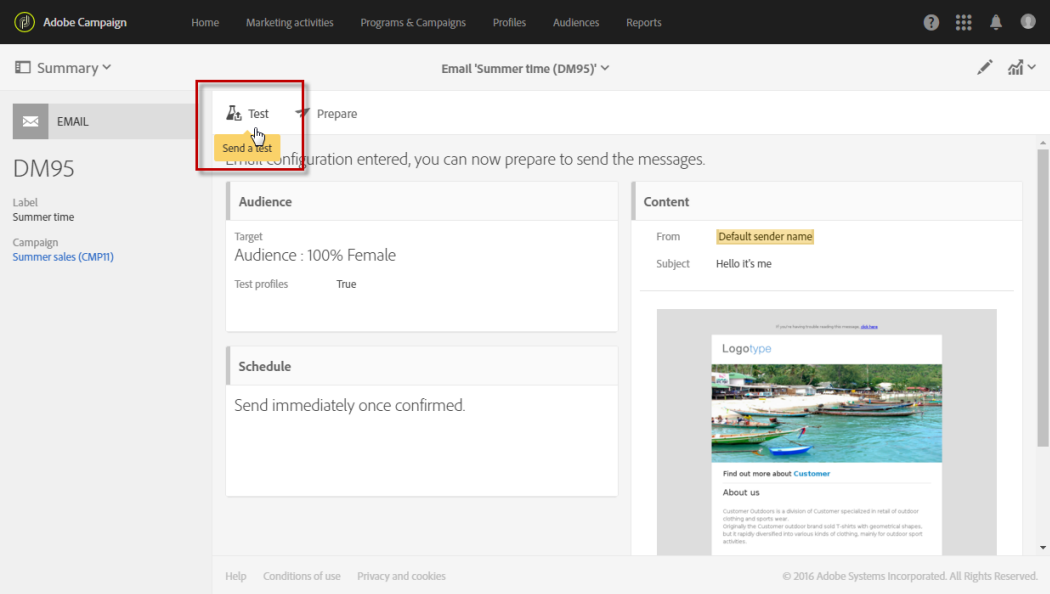 Adobe Campaign
Home
Marketing activities
Programs & Campaigns
Profiles
Audiences
Reports
Summary
Email 'Summer time (DM95)'
EMAIL
DM95
Label
Summer time
Campaign
Summer sales (CMP11)
Test
Prepare
Send a test
Email configuration entered, you can now prepare to send the messages.
Audience
Target
Audience : 100% Female
Test profiles
True
Schedule
Send immediately once confirmed.
Content
From
Default sender name
Subject
Hello it's me
If you're having trouble reading this message, click here
Logotype
Find out more about Customer
About us
Customer Outdoors is a division of Customer specialized in retail of outdoor
clothing and sports wear.
Originally the Customer outdoor brand sold T-shirts with geometrical shapes,
but it rapidly diversified into various kinds of clothing, mainly for outdoor sport
activities.
Help
Conditions of use
Privacy and cookies
© 2016 Adobe Systems Incorporated. All Rights Reserved.